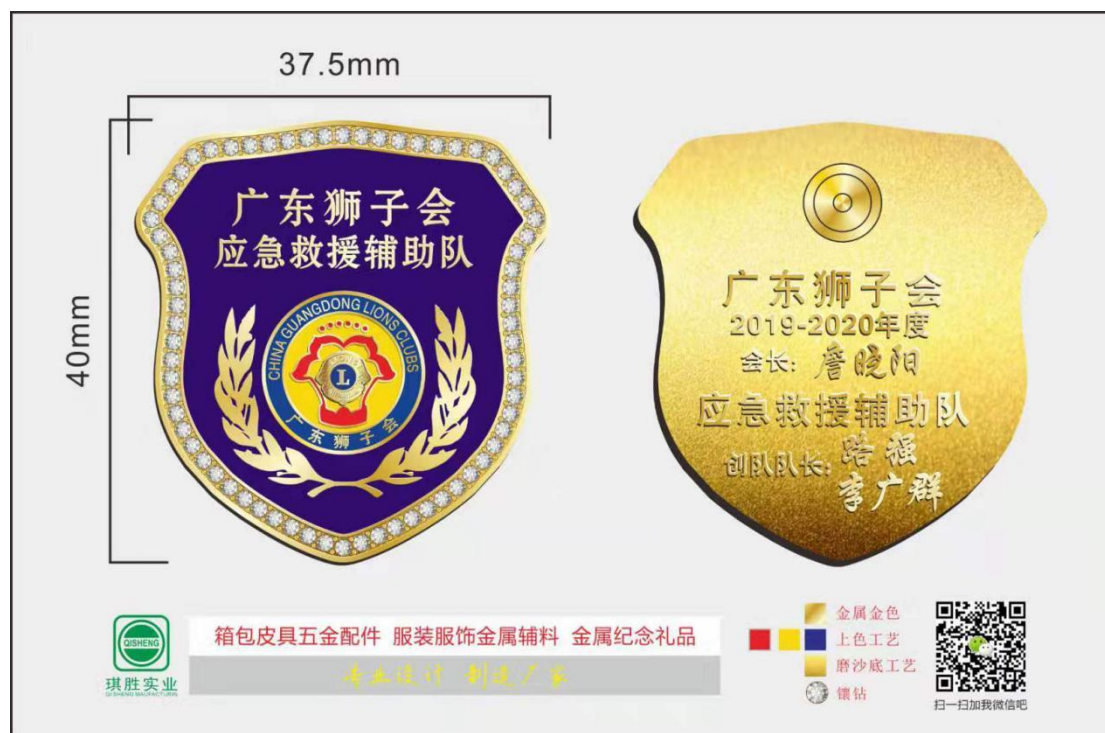 37.5mm
40mm
广东狮子会
应急救援辅助队
CHINA GUANGDONG LIONS CLUBS
L
广东狮子会
广东狮子会
2019-2020年度
会长：詹晓阳
应急救援辅助队
创队队长：路强
李广群
QISHENG
琪胜实业
箱包皮具五金配件 服装服饰金属辅料 金属纪念礼品
专业设计 制造厂家
金属金色
上色工艺
磨沙底工艺
镶钻
扫一扫加我微信吧